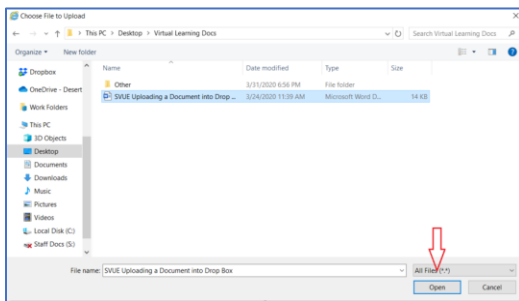 Choose File to Upload
This PC > Desktop > Virtual Learning Docs
Search Virtual Learning Docs
Organize
New folder
Name
Date modified
Type
Size
Dropbox
OneDrive - Desert
Work Folders
This PC
3D Objects
Desktop
Documents
Downloads
Music
Pictures
Videos
Local Disk (C:)
Staff Docs (S:)
Other
3/31/2020 6:56 PM
File folder
SVUE Uploading a Document into Drop ...
3/24/2020 11:39 AM
Microsoft Word D...
14 KB
File name:
SVUE Uploading a Document into Drop Box
All Files (*.*)
Open
Cancel